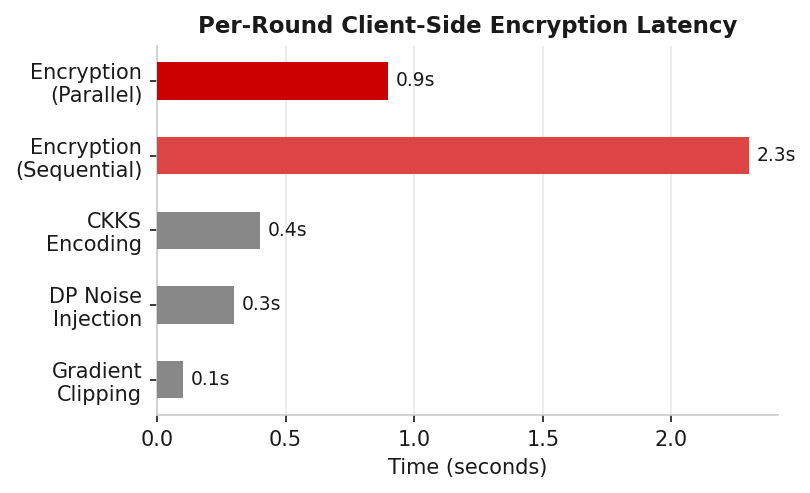 Per-Round Client-Side Encryption Latency
Encryption
(Parallel)
0.9s
Encryption
(Sequential)
2.3s
CKKS
Encoding
0.4s
DP Noise
Injection
0.3s
Gradient
Clipping
0.1s
0.0 0.5 1.0 1.5 2.0
Time (seconds)